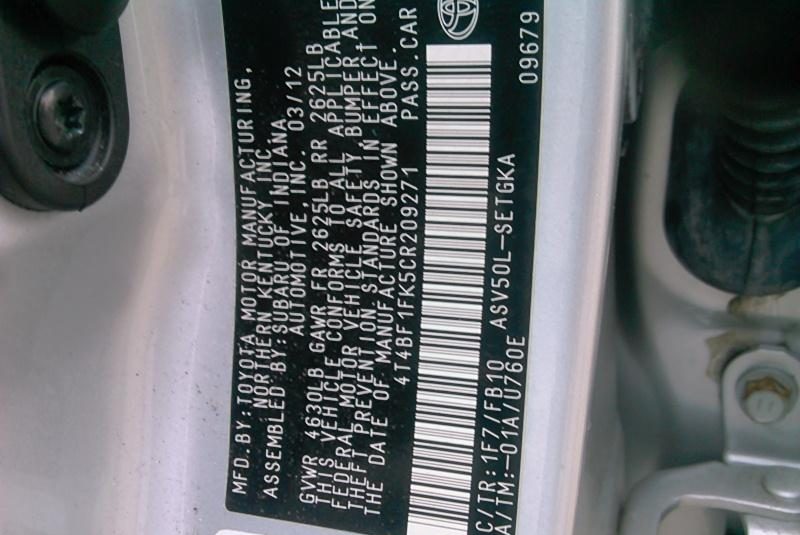 MFD.BY:TOYOTA MOTOR MANUFACTURING,
NORTHERN KENTUCKY INC
ASSEMBLED BY:SUBARU OF INDIANA
AUTOMOTIVE,INC. 03/12
GVWR 4630LB GAWR FR 2625LB RR 2625LB
THIS VEHICLE CONFORMS TO ALL APPLICABLE
FEDERAL MOTOR VEHICLE SAFETY, BUMPER AND
THEFT PREVENTION STANDARDS IN EFFECT ON
THE DATE OF MANUFACTURE SHOWN ABOVE.
4T4BF1FK5CR209271 PASS.CAR
C/TR:1F7/FB10 ASV50L-SETGKA
A/TM:-01A/U760E 09679